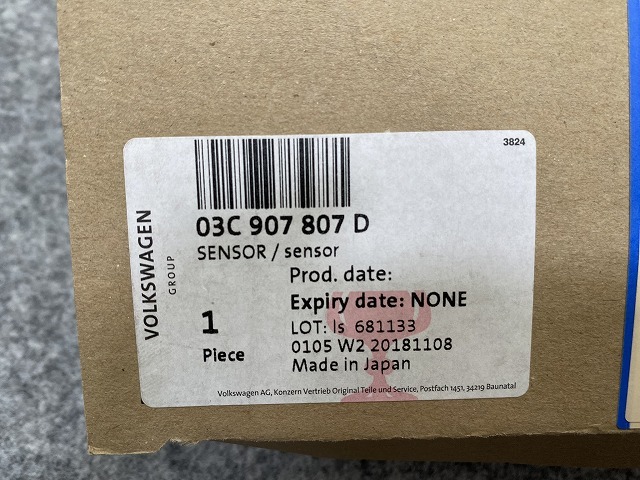 3824
03C 907 807 D
SENSOR / sensor
VOLKSWAGEN
GROUP
Prod. date:
Expiry date: NONE
1
Piece
LOT: ls 681133
0105 W2 20181108
Made in Japan
Volkswagen AG, Konzern Vertrieb Original Teile und Service, Postfach 1451, 34219 Baunatal